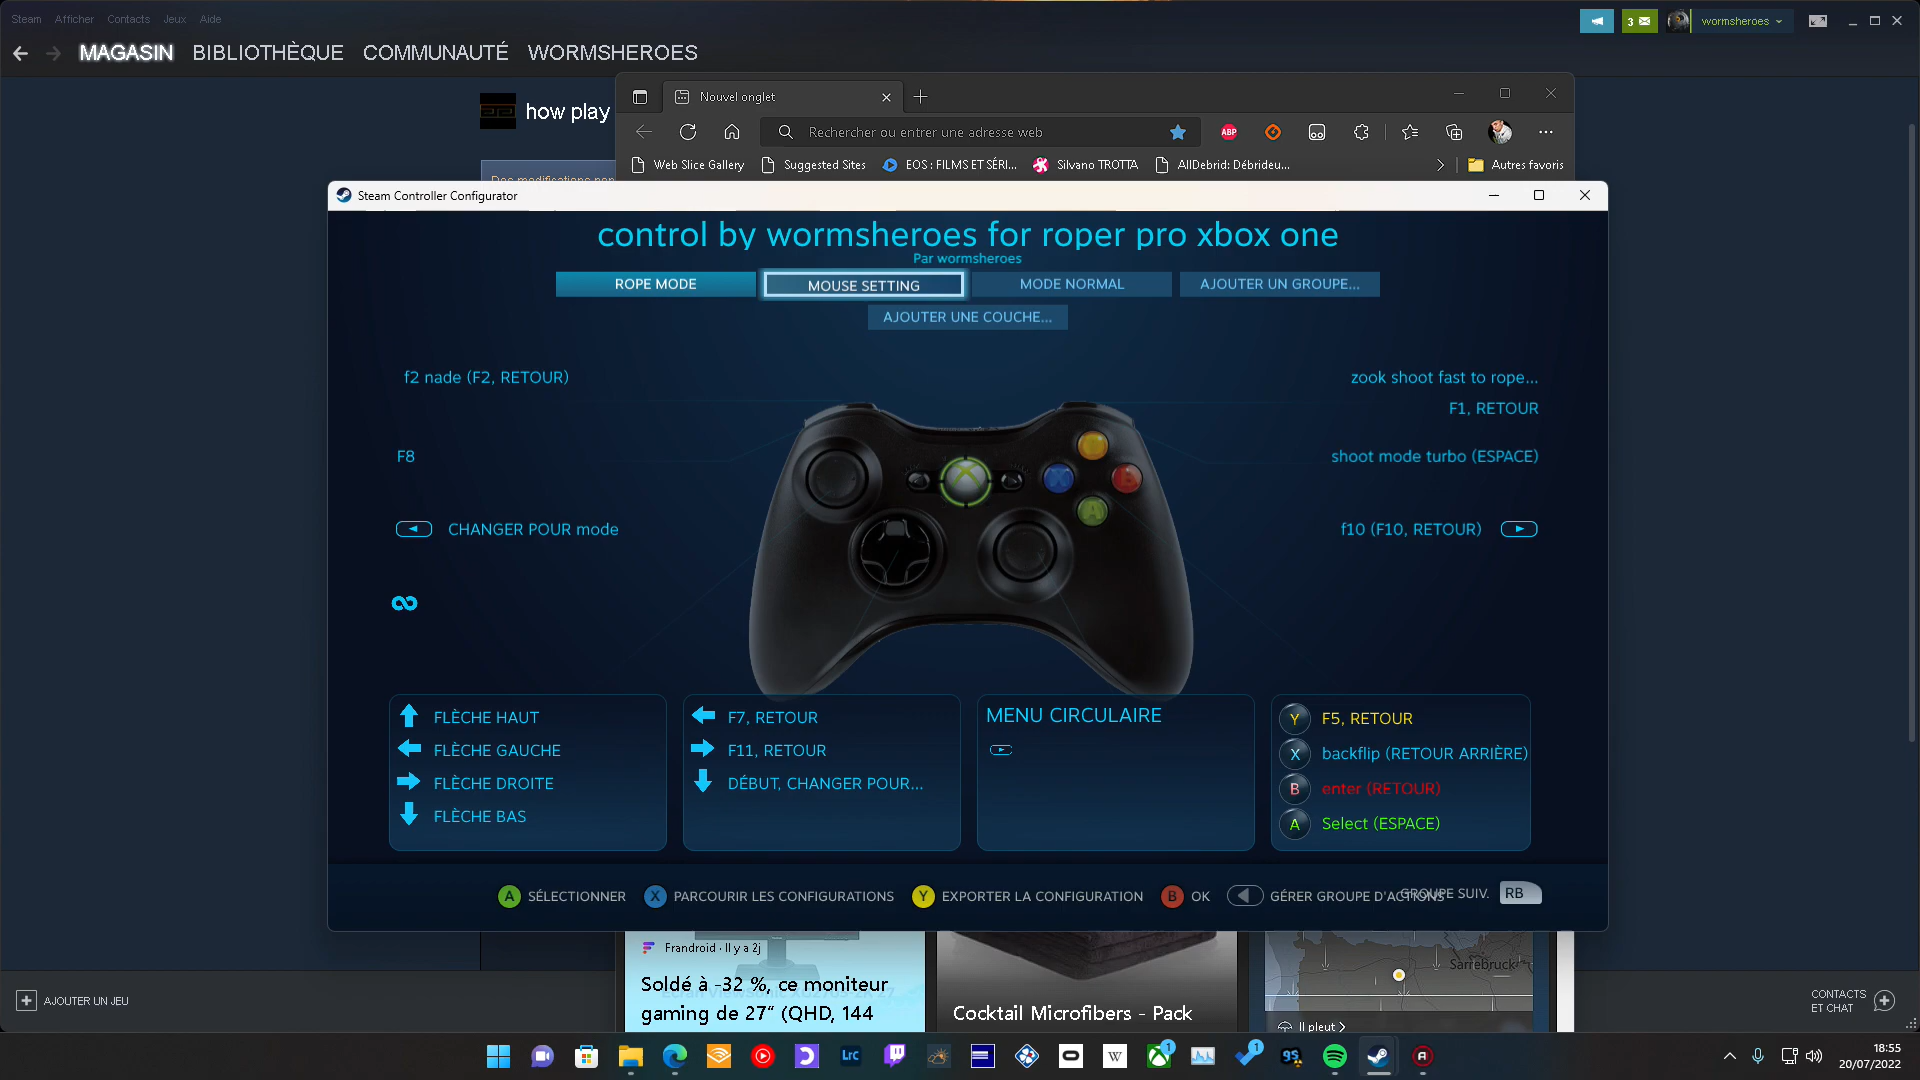 Steam Afficher Contacts Jeux Aide
3 wormsheroes
MAGASIN BIBLIOTHÈQUE COMMUNAUTÉ WORMSHEROES
how play
Nouvel onglet
Rechercher ou entrer une adresse web
ABP
Web Slice Gallery Suggested Sites EOS : FILMS ET SÉRI... Silvano TROTTA AllDebrid: Débrideu... Autres favoris
Steam Controller Configurator
control by wormsheroes for roper pro xbox one
Par wormsheroes
ROPE MODE MOUSE SETTING MODE NORMAL AJOUTER UN GROUPE...
AJOUTER UNE COUCHE...
f2 nade (F2, RETOUR)
zook shoot fast to rope...
F1, RETOUR
F8
shoot mode turbo (ESPACE)
CHANGER POUR mode
f10 (F10, RETOUR)
X
A
FLÈCHE HAUT
FLÈCHE GAUCHE
FLÈCHE DROITE
FLÈCHE BAS
F7, RETOUR
F11, RETOUR
DÉBUT, CHANGER POUR...
MENU CIRCULAIRE
Y F5, RETOUR
X backflip (RETOUR ARRIÈRE)
B enter (RETOUR)
A Select (ESPACE)
A SÉLECTIONNER X PARCOURIR LES CONFIGURATIONS Y EXPORTER LA CONFIGURATION B OK GÉRER GROUPE D'ACTIONS GROUPE SUIV. RB
Frandroid · Il y a 2j
Soldé à -32 %, ce moniteur
gaming de 27" (QHD, 144
Cocktail Microfibers - Pack
Sarrebruck
Il pleut
AJOUTER UN JEU
CONTACTS
ET CHAT
Lrc W 1 1
18:55
20/07/2022